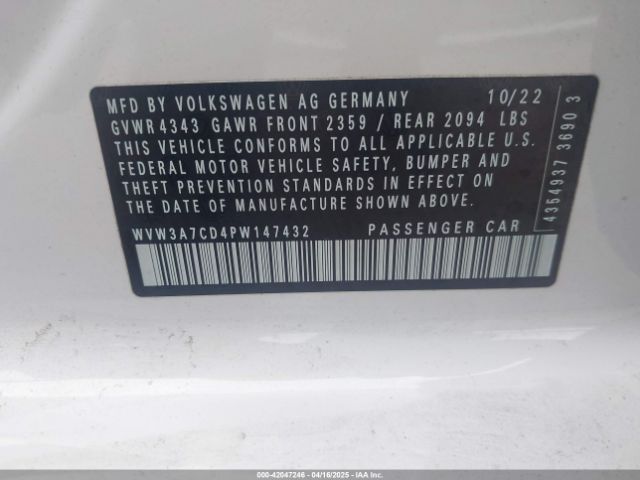 MFD BY VOLKSWAGEN AG GERMANY 10/22
GVWR 4343 GAWR FRONT 2359 / REAR 2094 LBS
THIS VEHICLE CONFORMS TO ALL APPLICABLE U.S.
FEDERAL MOTOR VEHICLE SAFETY, BUMPER AND
THEFT PREVENTION STANDARDS IN EFFECT ON
THE DATE OF MANUFACTURE SHOWN ABOVE.
WVW3A7CD4PW147432 PASSENGER CAR
4354937 36903
000-42047246 - 04/16/2025 - IAA Inc.